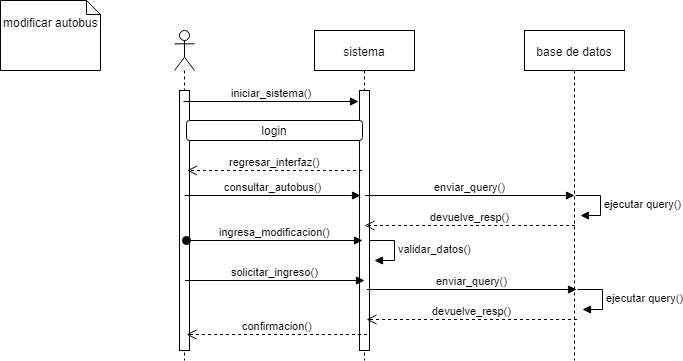 modificar autobus
sistema
base de datos
iniciar_sistema()
login
regresar_interfaz()
consultar_autobus()
enviar_query()
ejecutar query()
devuelve_resp()
ingresa_modificacion()
validar_datos()
solicitar_ingreso()
enviar_query()
ejecutar query()
devuelve_resp()
confirmacion()